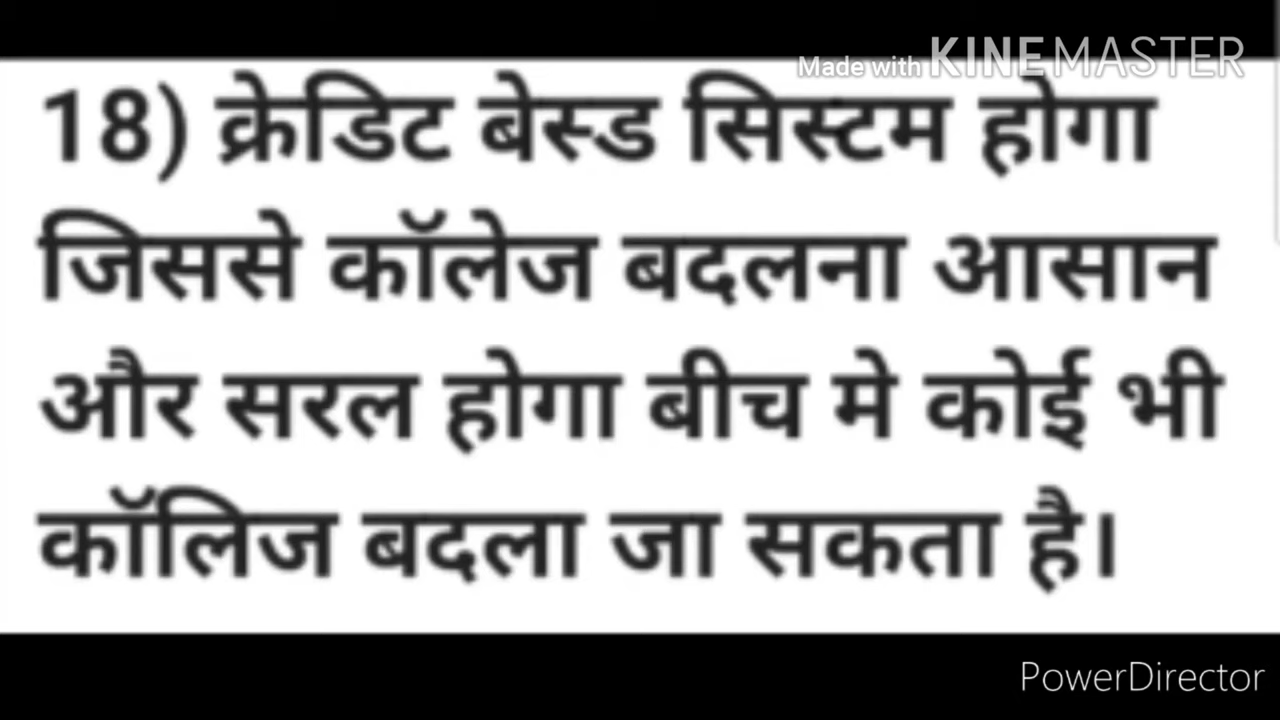 Made with KINEMASTER
18) क्रेडिट बेस्ड सिस्टम होगा
जिससे कॉलेज बदलना आसान
और सरल होगा बीच मे कोई भी
कॉलिज बदला जा सकता है।
PowerDirector